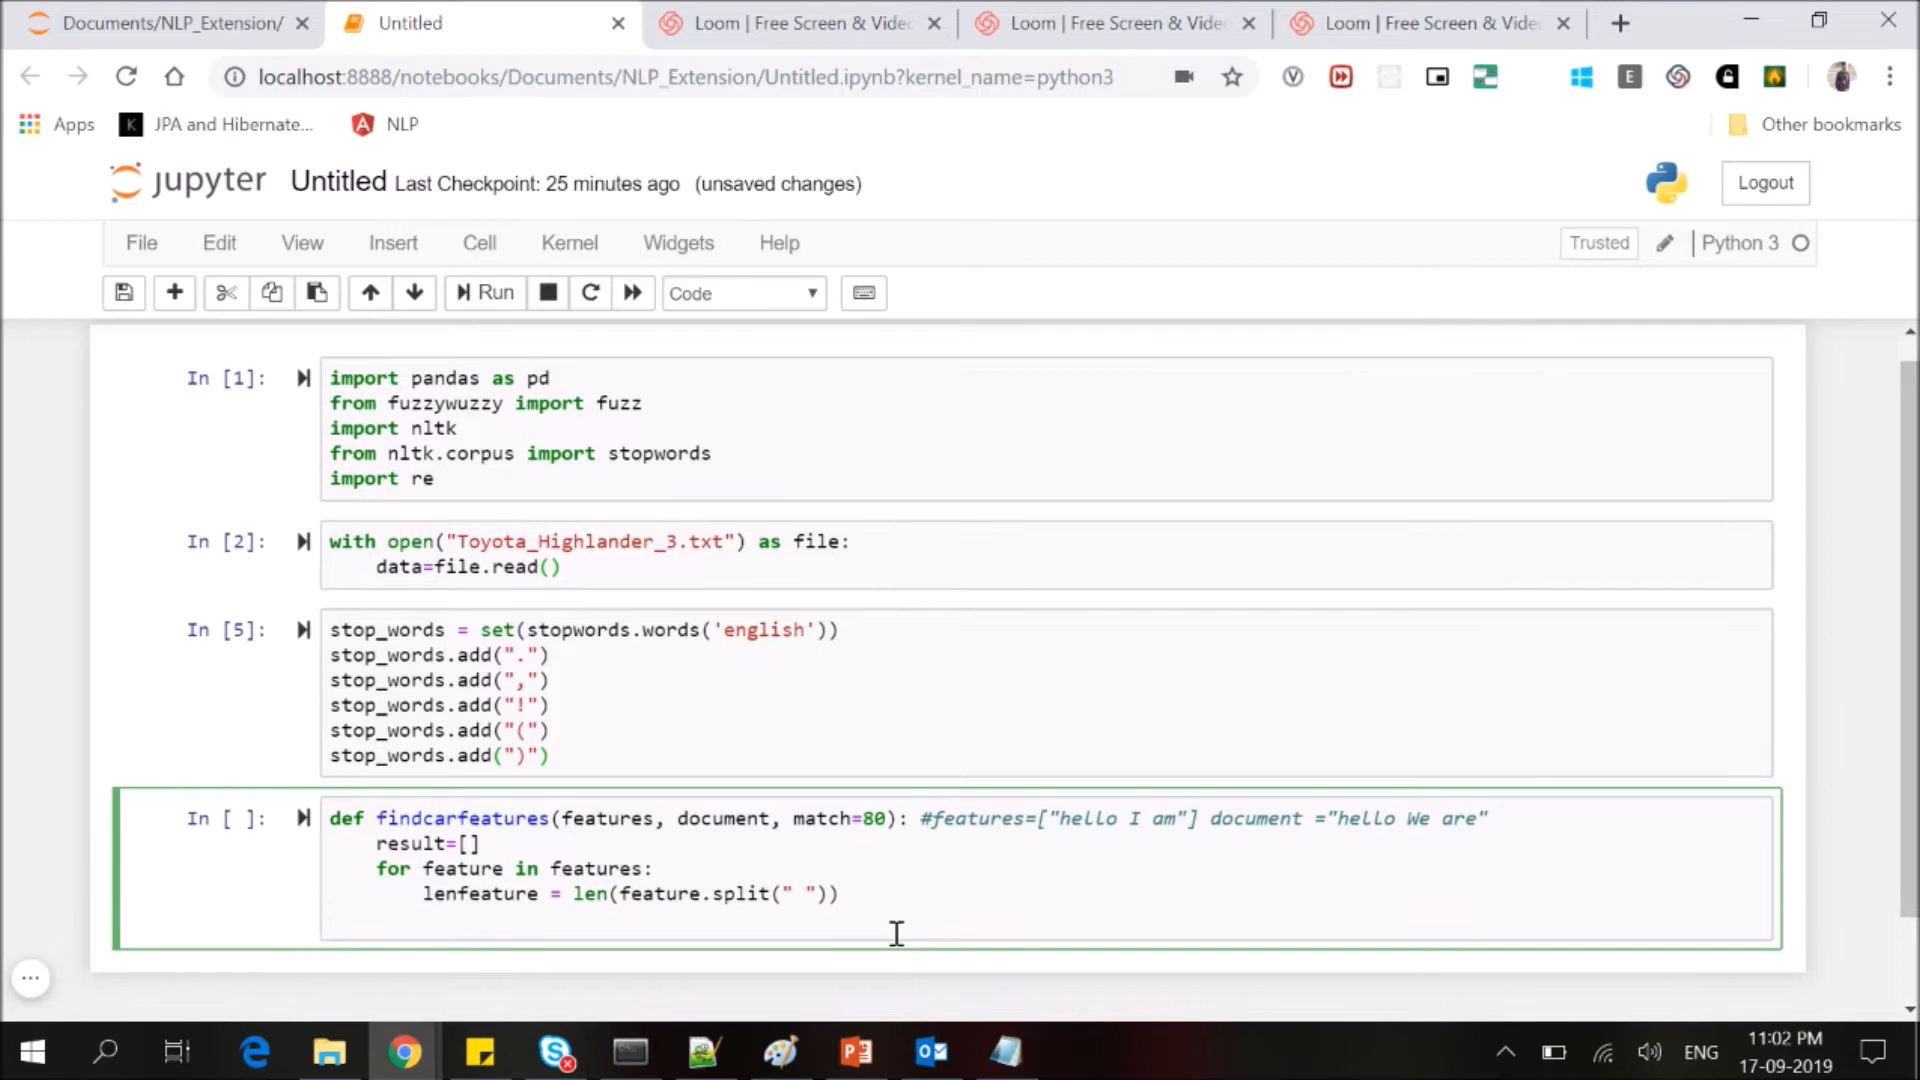 Documents/NLP_Extension/
Untitled
Loom | Free Screen & Videc
Loom | Free Screen & Vide
Loom | Free Screen & Vide
localhost:8888/notebooks/Documents/NLP_Extension/Untitled.ipynb?kernel_name=python3
Apps
K
JPA and Hibernate...
NLP
Other bookmarks
jupyter Untitled Last Checkpoint: 25 minutes ago (unsaved changes)
Logout
File Edit View Insert Cell Kernel Widgets Help
Trusted
Python 3
Run
Code
In [1]:
import pandas as pd
from fuzzywuzzy import fuzz
import nltk
from nltk.corpus import stopwords
import re
In [2]:
with open("Toyota_Highlander_3.txt") as file:
    data=file.read()
In [5]:
stop_words = set(stopwords.words('english'))
stop_words.add(".")
stop_words.add(",")
stop_words.add("!")
stop_words.add("(")
stop_words.add(")")
In [ ]:
def findcarfeatures(features, document, match=80): #features=["hello I am"] document ="hello We are"
    result=[]
    for feature in features:
        lenfeature = len(feature.split(" "))
ENG
11:02 PM
17-09-2019